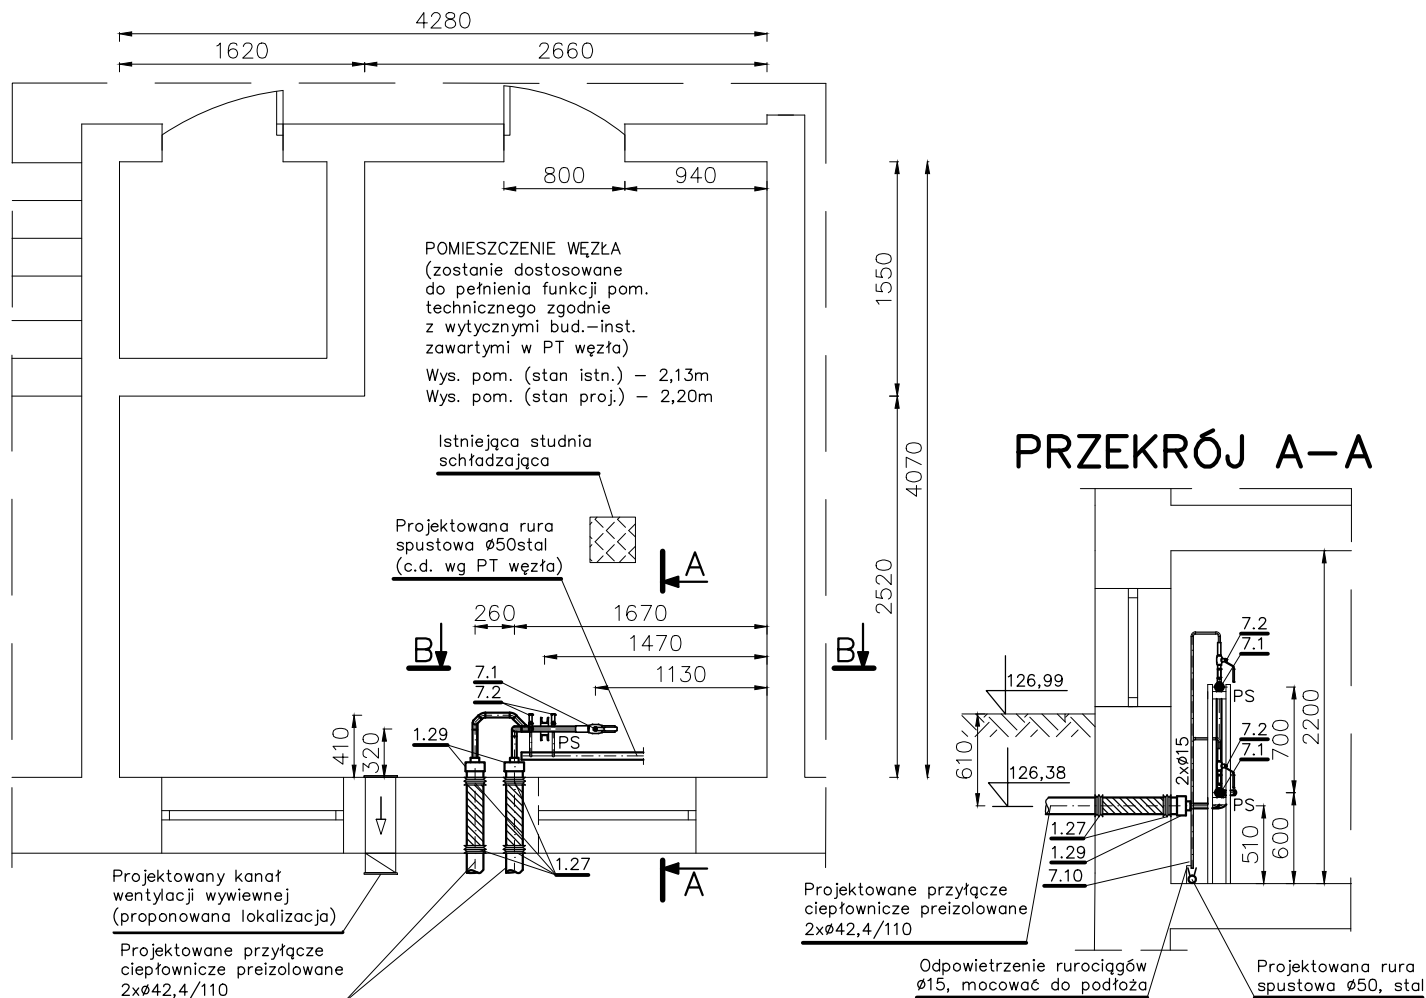 4280
1620
2660
800
940
POMIESZCZENIE WĘZŁA
(zostanie dostosowane
do pełnienia funkcji pom.
technicznego zgodnie
z wytycznymi bud.–inst.
zawartymi w PT węzła)
Wys. pom. (stan istn.) – 2,13m
Wys. pom. (stan proj.) – 2,20m
1550
4070
2520
Istniejąca studnia
schładzająca
Projektowana rura
spustowa ø50stal
(c.d. wg PT węzła)
A
260
1670
1470
1130
B
B
7.1
7.2
1.29
PS
410
320
1.27
A
Projektowany kanał
wentylacji wywiewnej
(proponowana lokalizacja)
Projektowane przyłącze
ciepłownicze preizolowane
2xø42,4/110
PRZEKRÓJ A–A
7.2
7.1
PS
126,99
610
126,38
2xø15
7.2
7.1
700
2200
PS
1.27
1.29
7.10
510
600
Projektowane przyłącze
ciepłownicze preizolowane
2xø42,4/110
Odpowietrzenie rurociągów
ø15, mocować do podłoża
Projektowana rura
spustowa ø50, stal